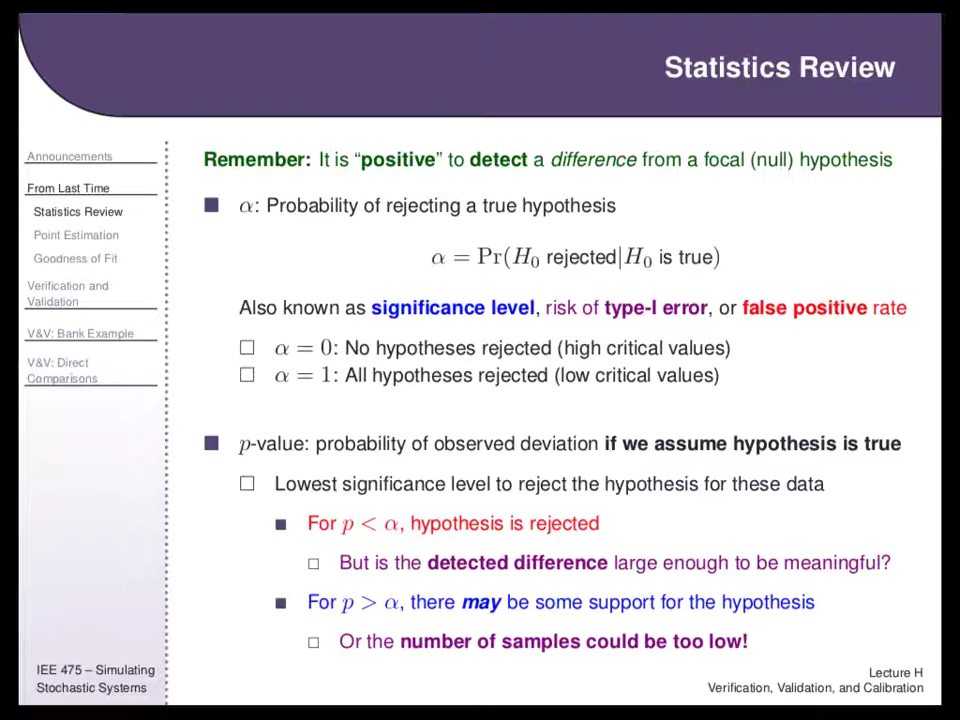 Statistics Review
Announcements
From Last Time
Statistics Review
Point Estimation
Goodness of Fit
Verification and
Validation
V&V: Bank Example
V&V: Direct
Comparisons
Remember: It is “positive” to detect a difference from a focal (null) hypothesis
α: Probability of rejecting a true hypothesis
α = Pr(H₀ rejected|H₀ is true)
Also known as significance level, risk of type-I error, or false positive rate
α = 0: No hypotheses rejected (high critical values)
α = 1: All hypotheses rejected (low critical values)
p-value: probability of observed deviation if we assume hypothesis is true
Lowest significance level to reject the hypothesis for these data
For p < α, hypothesis is rejected
But is the detected difference large enough to be meaningful?
For p > α, there may be some support for the hypothesis
Or the number of samples could be too low!
IEE 475 – Simulating
Stochastic Systems
Lecture H
Verification, Validation, and Calibration